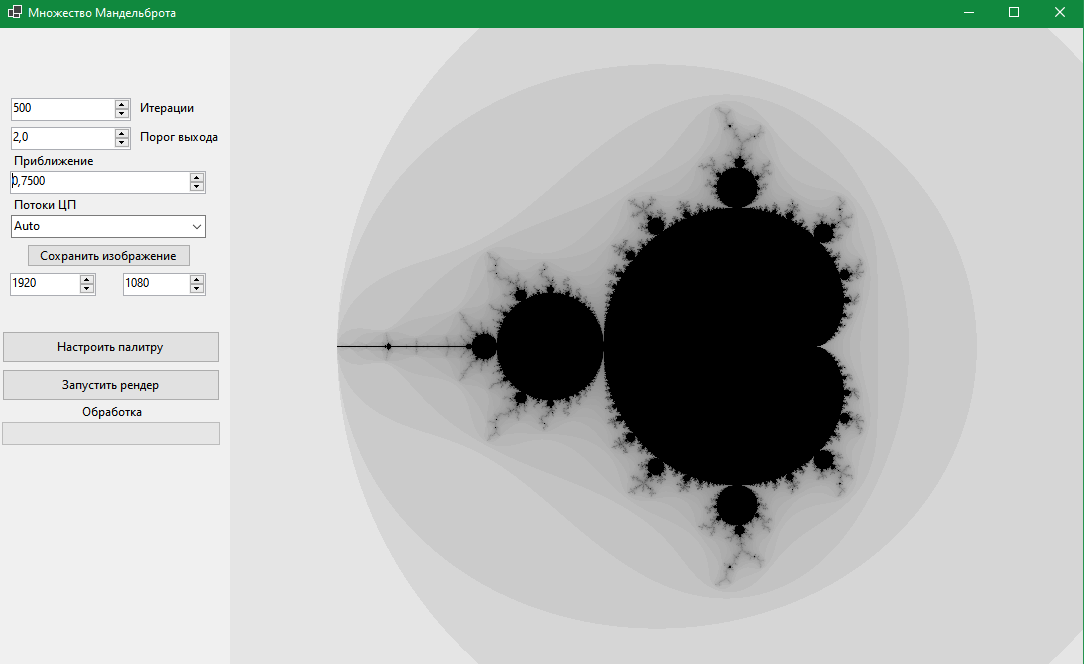 Множество Мандельброта
500 Итерации
2,0 Порог выхода
Приближение
0,7500
Потоки ЦП
Auto
Сохранить изображение
1920 1080
Настроить палитру
Запустить рендер
Обработка